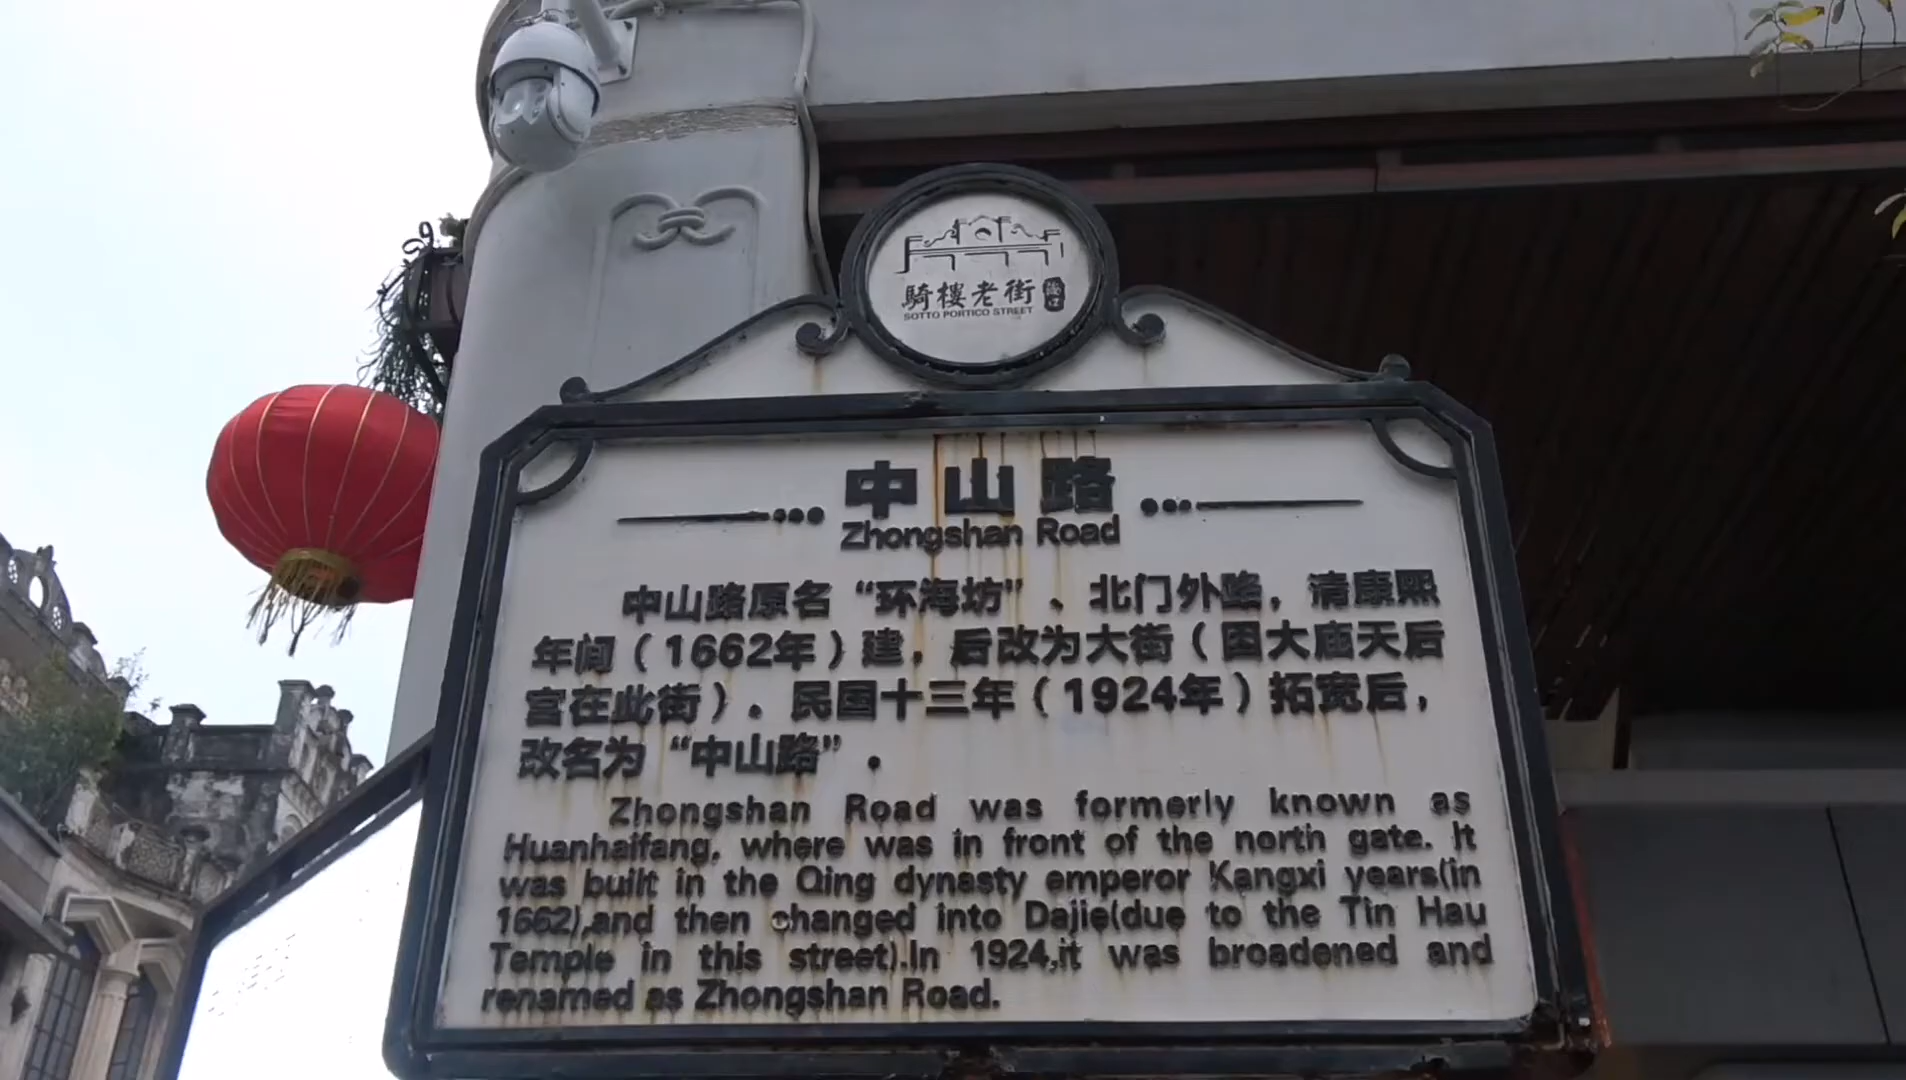 騎樓老街 海口
SOTTO PORTICO STREET
中山路
Zhongshan Road
中山路原名“环海坊”、北门外路，清康熙
年间（1662年）建，后改为大街（因大庙天后
宫在此街）。民国十三年（1924年）拓宽后，
改名为“中山路”。
Zhongshan Road was formerly known as
Huanhaifang, where was in front of the north gate. It
was built in the Qing dynasty emperor Kangxi years(in
1662),and then changed into Dajie(due to the Tin Hau
Temple in this street).In 1924,it was broadened and
renamed as Zhongshan Road.